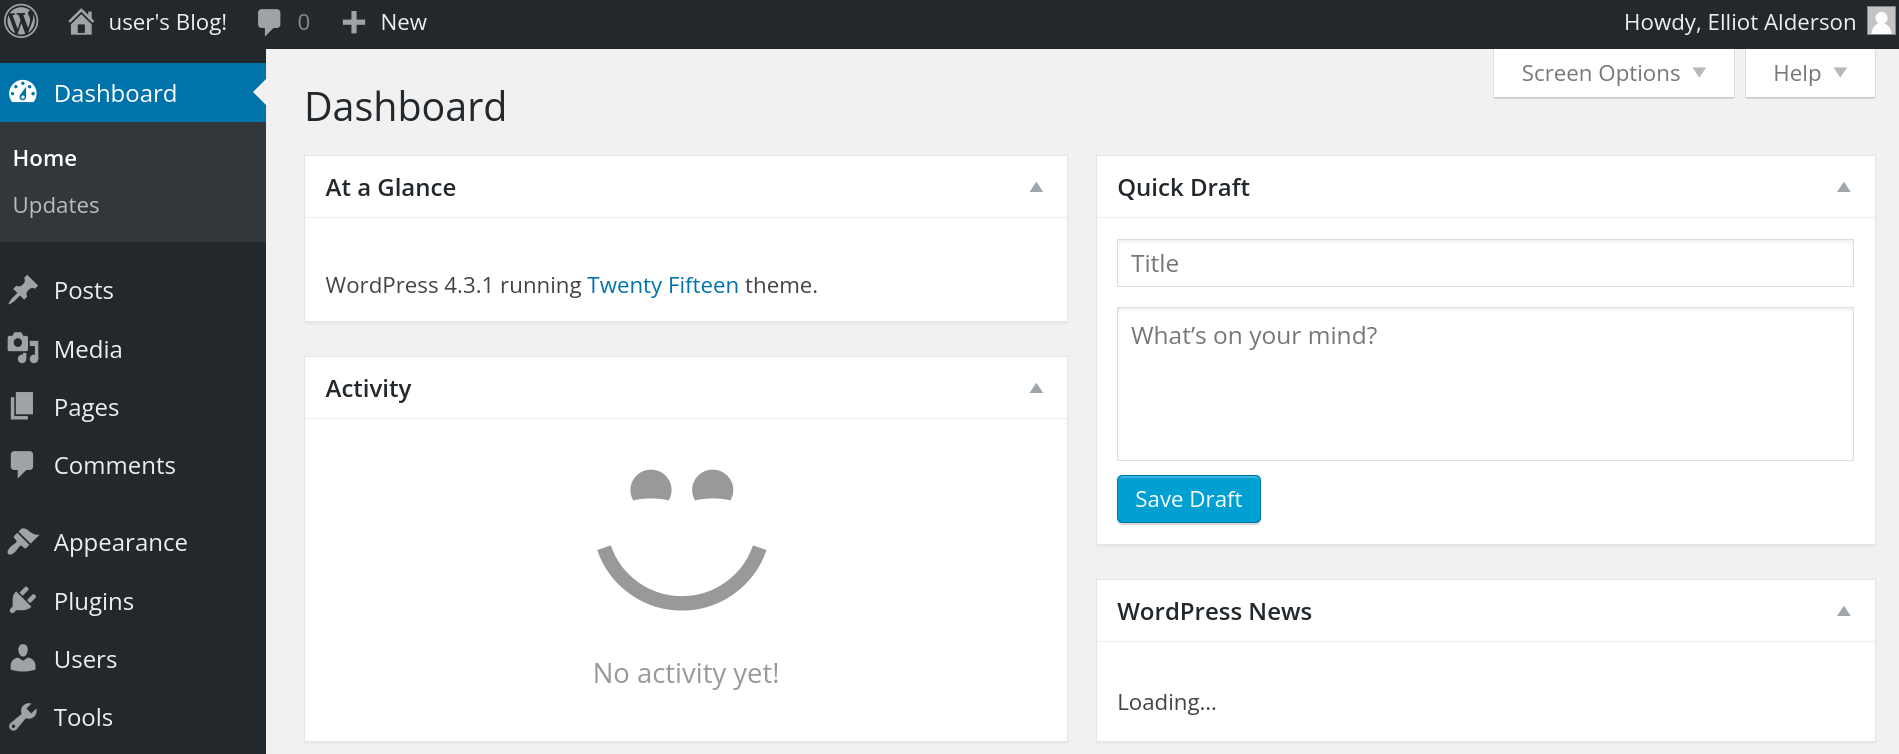 user's Blog!
0
New
Howdy, Elliot Alderson
Dashboard
Home
Updates
Posts
Media
Pages
Comments
Appearance
Plugins
Users
Tools
Screen Options
Help
Dashboard
At a Glance
WordPress 4.3.1 running Twenty Fifteen theme.
Activity
No activity yet!
Quick Draft
Title
What’s on your mind?
Save Draft
WordPress News
Loading...